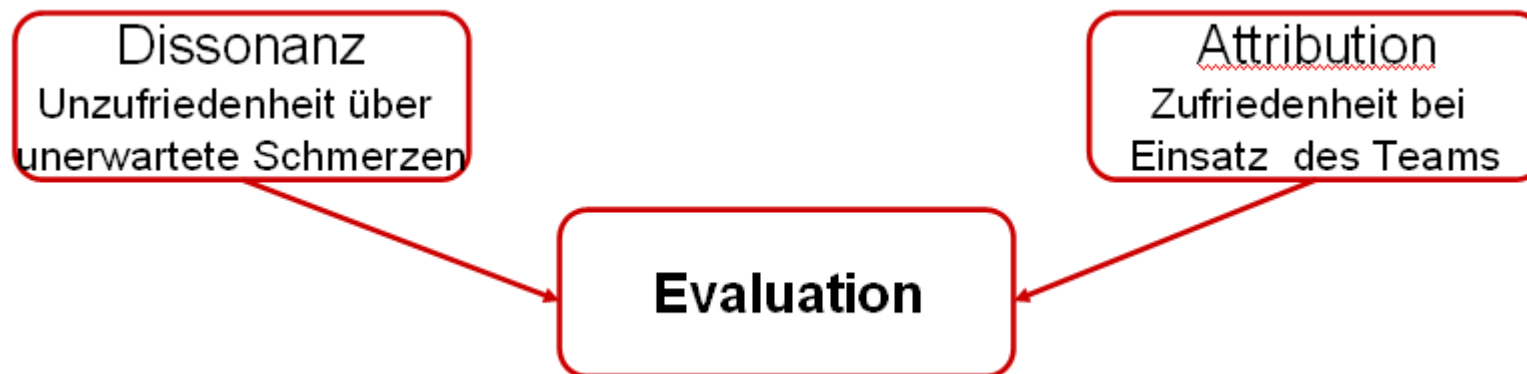 Dissonanz
Unzufriedenheit über
unerwartete Schmerzen
Attribution
Zufriedenheit bei
Einsatz des Teams
Evaluation